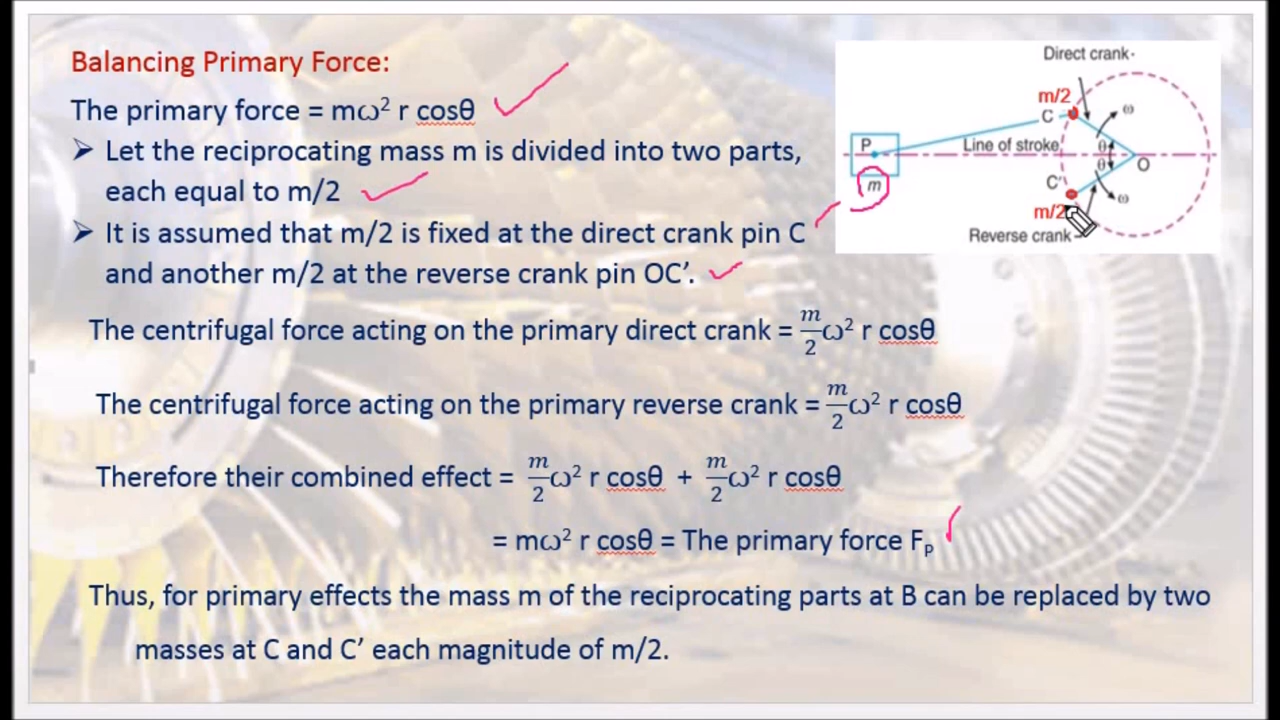 Balancing Primary Force:
The primary force = mω² r cosθ
➢ Let the reciprocating mass m is divided into two parts,
each equal to m/2
➢ It is assumed that m/2 is fixed at the direct crank pin C
and another m/2 at the reverse crank pin OC′.
Direct crank
m/2
C
ω
P
Line of stroke
θ
O
θ
m
C'
ω
m/2
Reverse crank
The centrifugal force acting on the primary direct crank = m/2 ω² r cosθ
The centrifugal force acting on the primary reverse crank = m/2 ω² r cosθ
Therefore their combined effect = m/2 ω² r cosθ + m/2 ω² r cosθ
= mω² r cosθ = The primary force Fₚ
Thus, for primary effects the mass m of the reciprocating parts at B can be replaced by two
masses at C and C′ each magnitude of m/2.